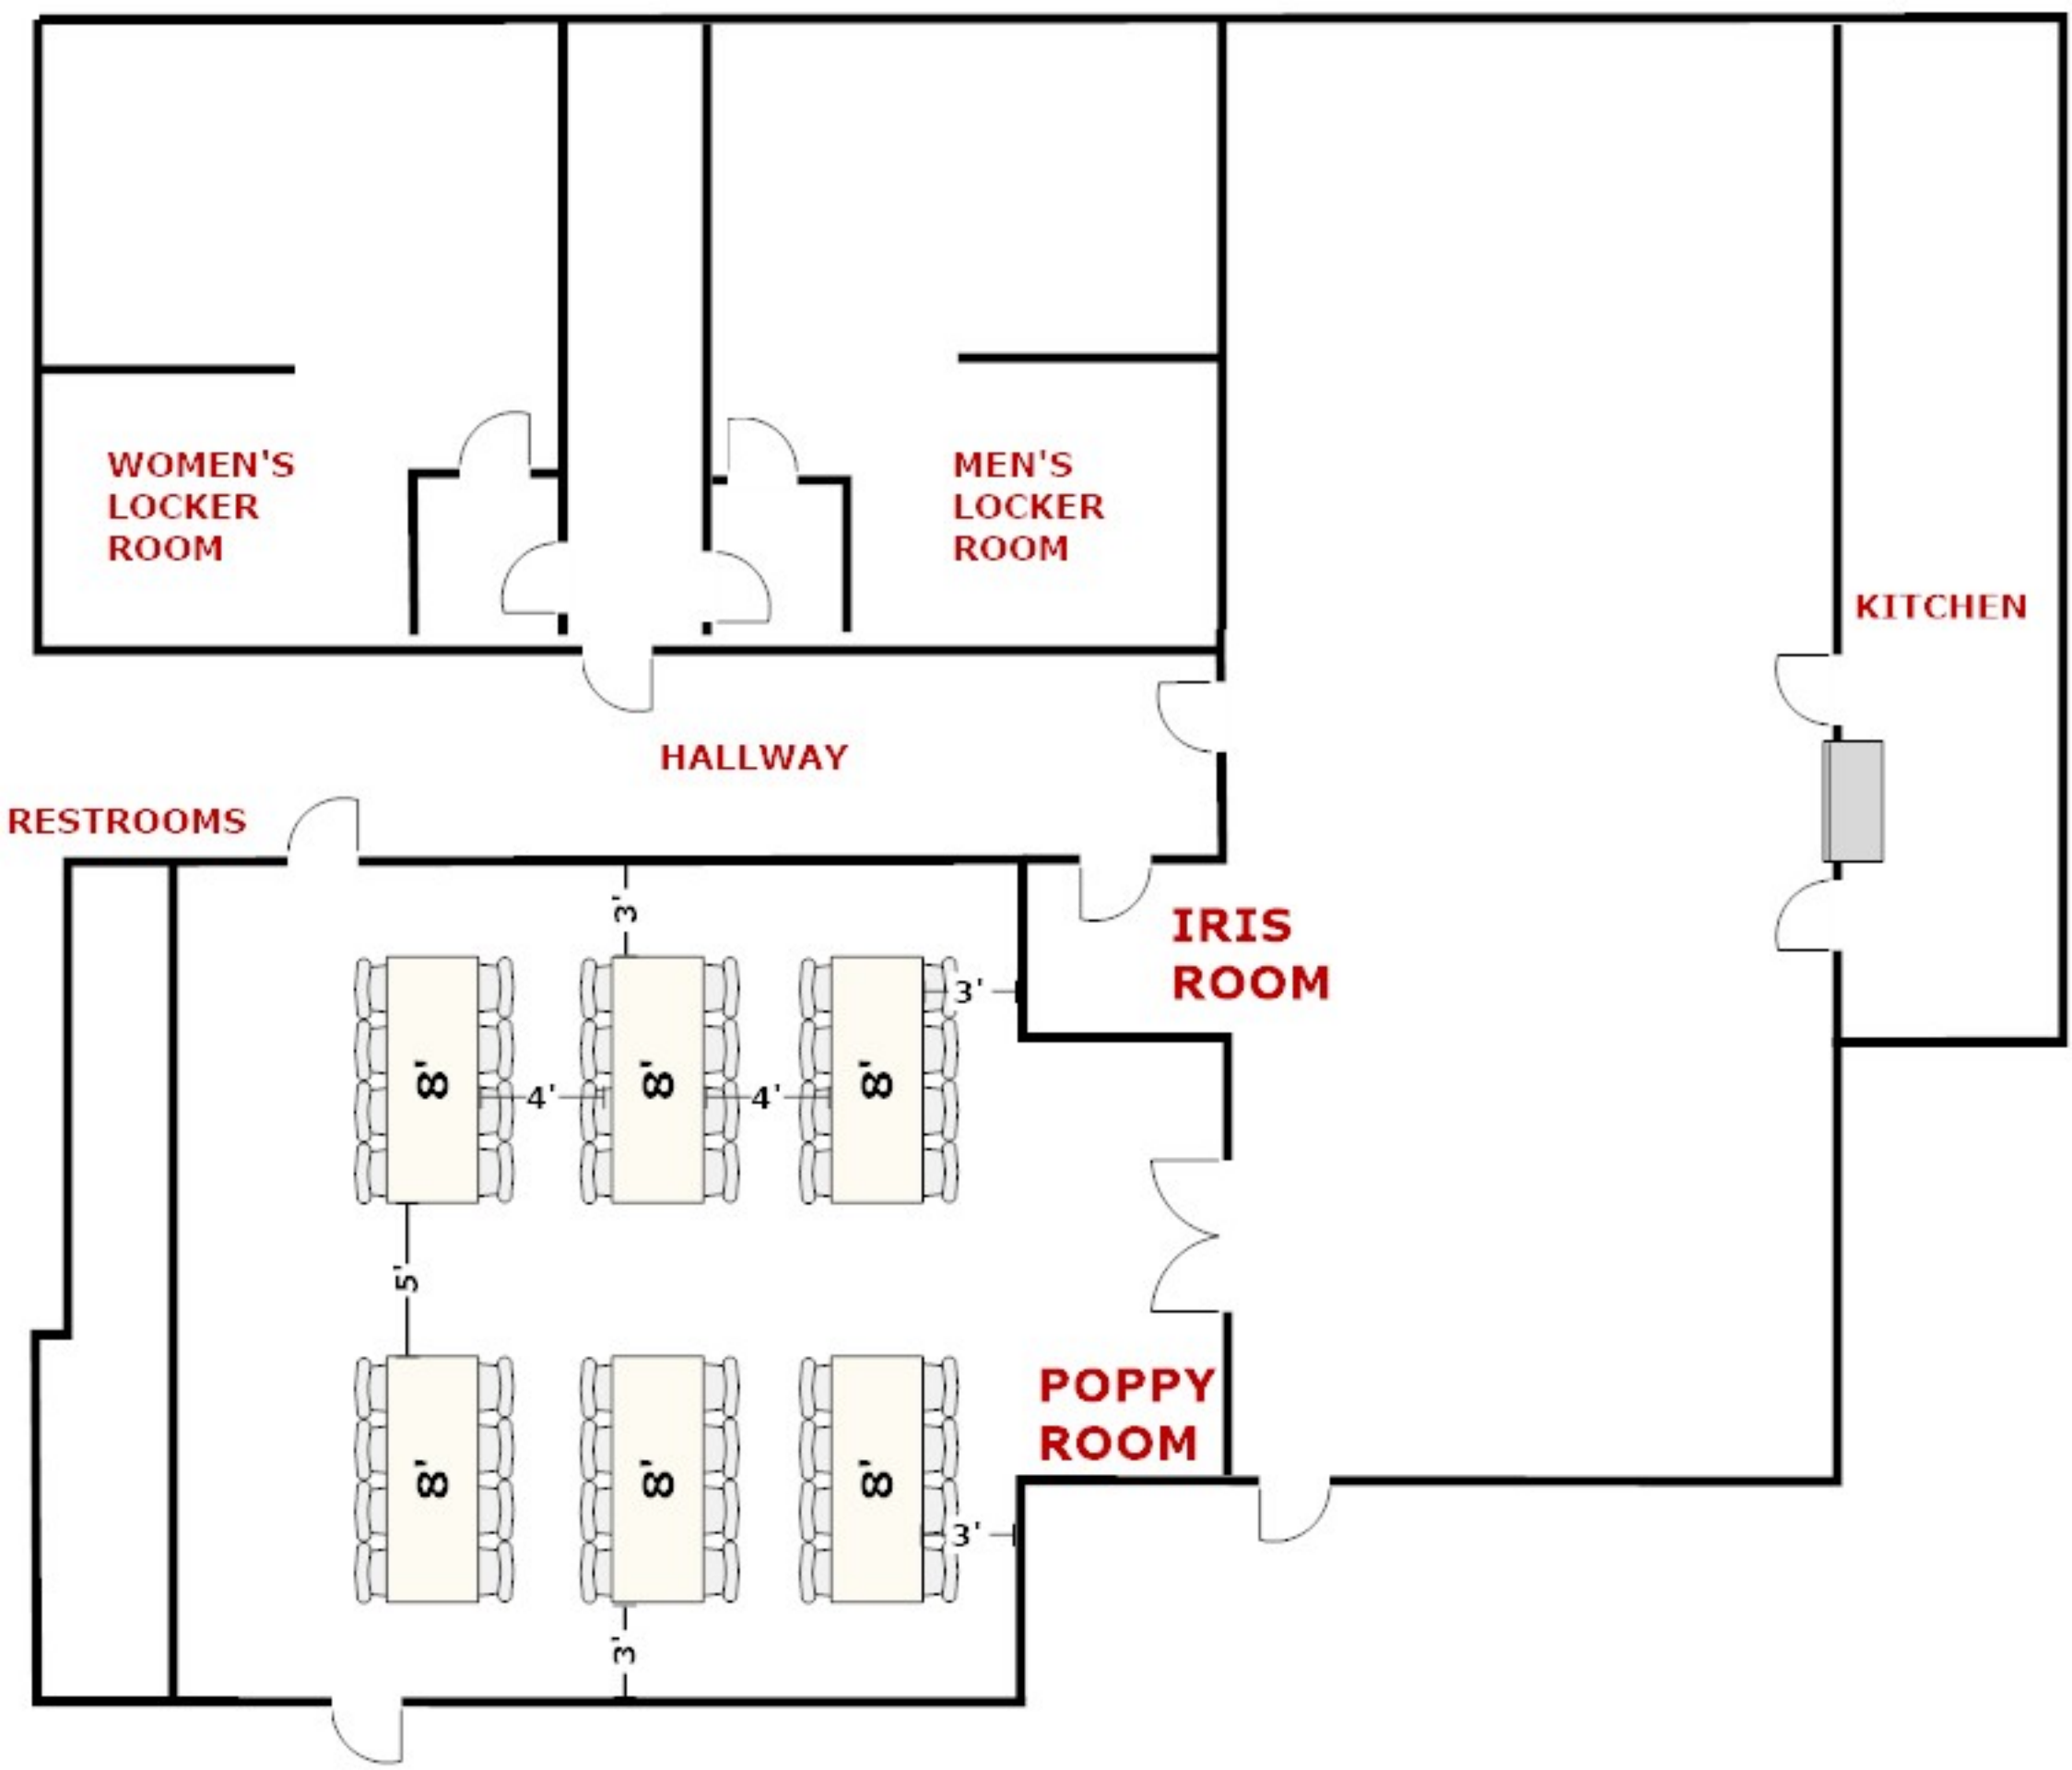 WOMEN'S
LOCKER
ROOM
MEN'S
LOCKER
ROOM
KITCHEN
HALLWAY
RESTROOMS
3'
IRIS
ROOM
3'
8'
8'
8'
4'
4'
5'
POPPY
ROOM
8'
8'
8'
3'
3'